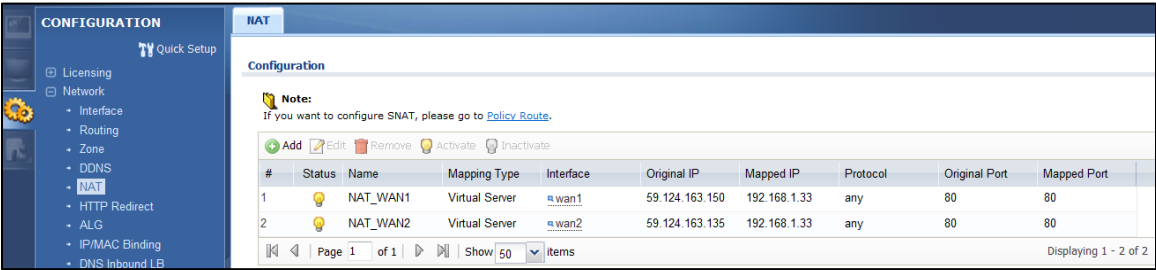 CONFIGURATION
Quick Setup
Licensing
Network
Interface
Routing
Zone
DDNS
NAT
HTTP Redirect
ALG
IP/MAC Binding
DNS Inbound LB
NAT
Configuration
Note:
If you want to configure SNAT, please go to Policy Route.
Add Edit Remove Activate Inactivate
# Status Name Mapping Type Interface Original IP Mapped IP Protocol Original Port Mapped Port
1 NAT_WAN1 Virtual Server wan1 59.124.163.150 192.168.1.33 any 80 80
2 NAT_WAN2 Virtual Server wan2 59.124.163.135 192.168.1.33 any 80 80
Page 1 of 1 Show 50 items Displaying 1 - 2 of 2